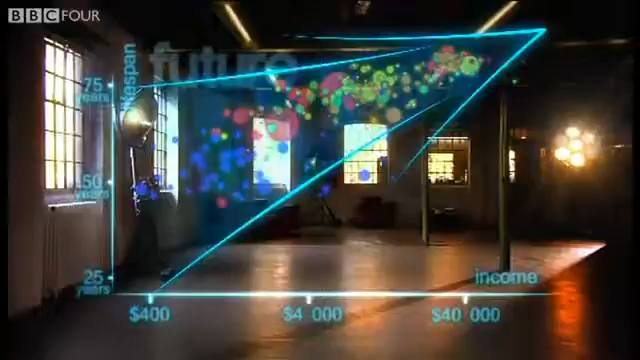 BBC FOUR
future
lifespan
75
years
50
years
25
years
income
$400
$4 000
$40 000